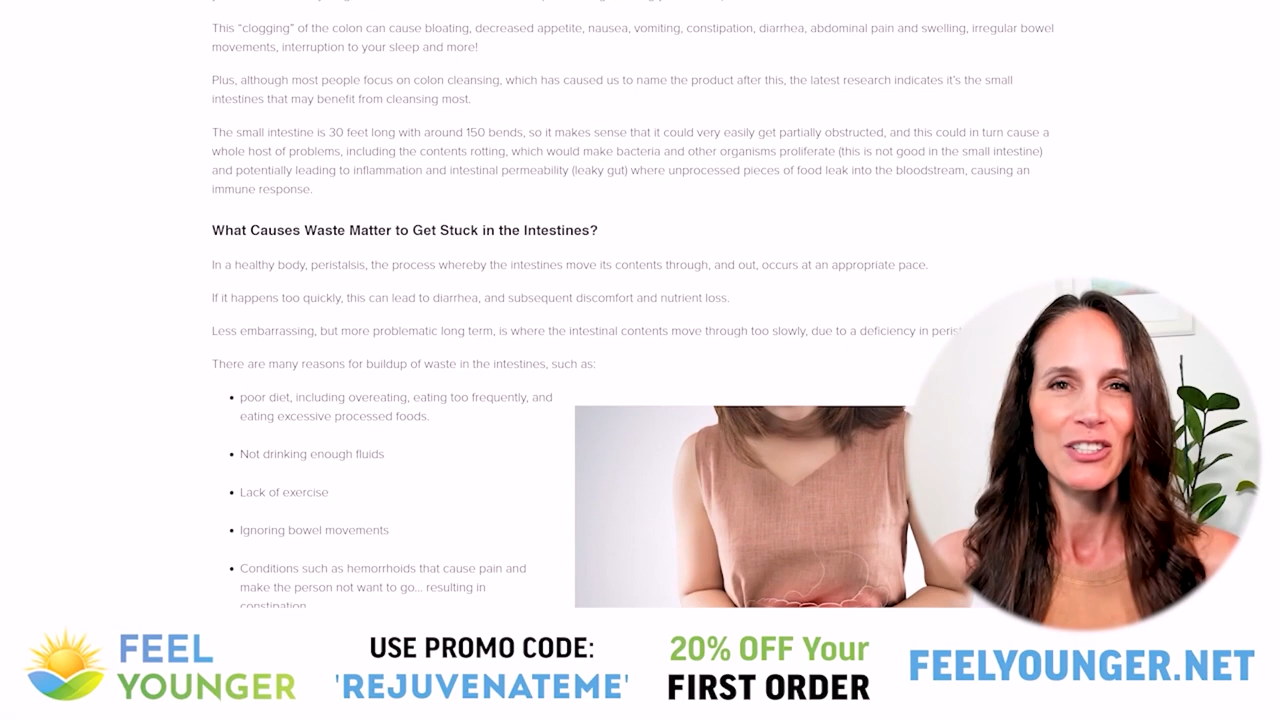 This “clogging” of the colon can cause bloating, decreased appetite, nausea, vomiting, constipation, diarrhea, abdominal pain and swelling, irregular bowel
movements, interruption to your sleep and more!
Plus, although most people focus on colon cleansing, which has caused us to name the product after this, the latest research indicates it’s the small
intestines that may benefit from cleansing most.
The small intestine is 30 feet long with around 150 bends, so it makes sense that it could very easily get partially obstructed, and this could in turn cause a
whole host of problems, including the contents rotting, which would make bacteria and other organisms proliferate (this is not good in the small intestine)
and potentially leading to inflammation and intestinal permeability (leaky gut) where unprocessed pieces of food leak into the bloodstream, causing an
immune response.
What Causes Waste Matter to Get Stuck in the Intestines?
In a healthy body, peristalsis, the process whereby the intestines move its contents through, and out, occurs at an appropriate pace.
If it happens too quickly, this can lead to diarrhea, and subsequent discomfort and nutrient loss.
Less embarrassing, but more problematic long term, is where the intestinal contents move through too slowly, due to a deficiency in
There are many reasons for buildup of waste in the intestines, such as:
• poor diet, including overeating, eating too frequently, and
eating excessive processed foods.
• Not drinking enough fluids
• Lack of exercise
• Ignoring bowel movements
• Conditions such as hemorrhoids that cause pain and
make the person not want to go... resulting in
constipation
FEEL
YOUNGER
USE PROMO CODE:
'REJUVENATEME'
20% OFF Your
FIRST ORDER
FEELYOUNGER.NET